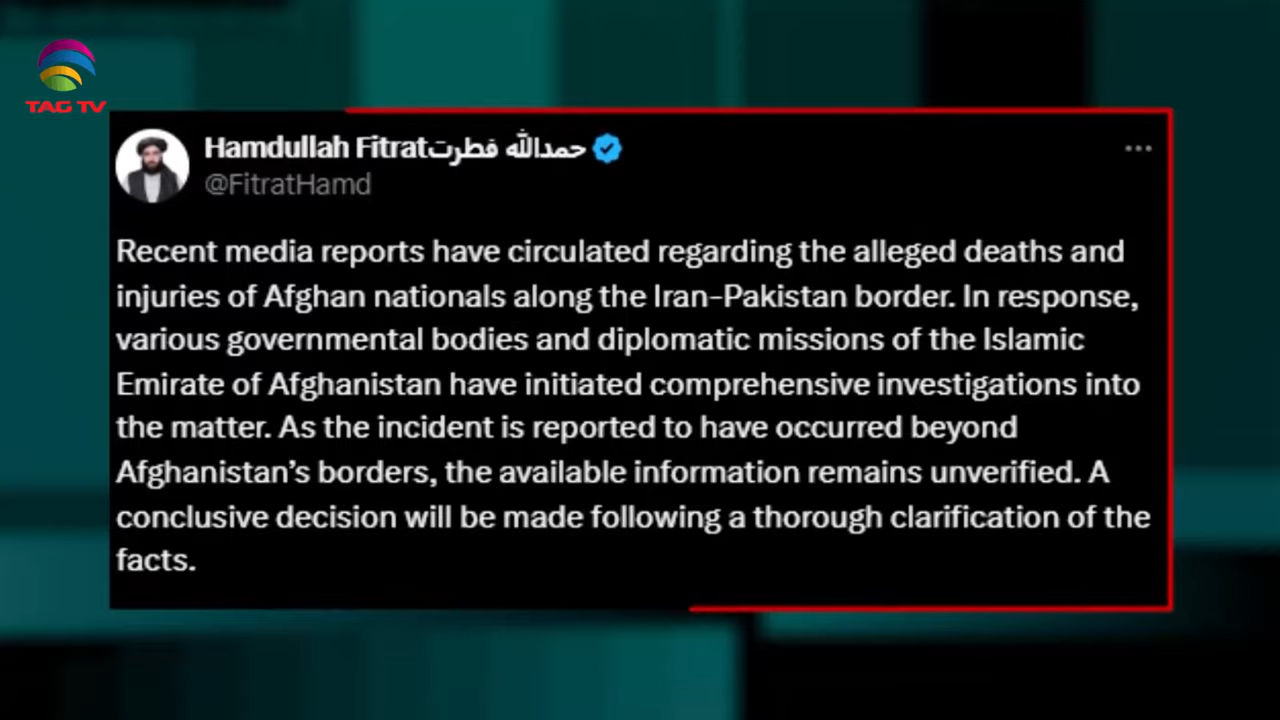 TAG TV
Hamdullah Fitratحمدالله فطرت
@FitratHamd
Recent media reports have circulated regarding the alleged deaths and
injuries of Afghan nationals along the Iran–Pakistan border. In response,
various governmental bodies and diplomatic missions of the Islamic
Emirate of Afghanistan have initiated comprehensive investigations into
the matter. As the incident is reported to have occurred beyond
Afghanistan’s borders, the available information remains unverified. A
conclusive decision will be made following a thorough clarification of the
facts.